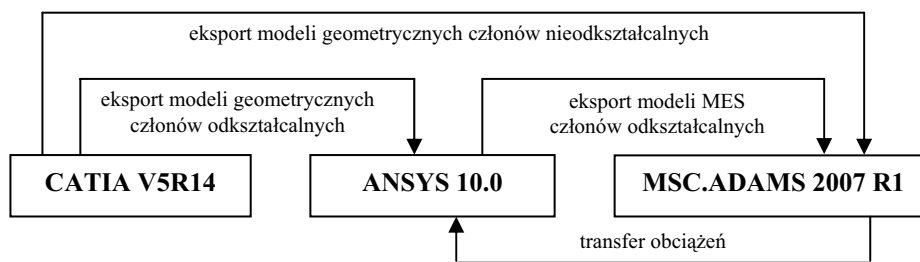 eksport modeli geometrycznych członów nieodkształcalnych
eksport modeli geometrycznych
członów odkształcalnych
eksport modeli MES
członów odkształcalnych
CATIA V5R14
ANSYS 10.0
MSC.ADAMS 2007 R1
transfer obciążeń